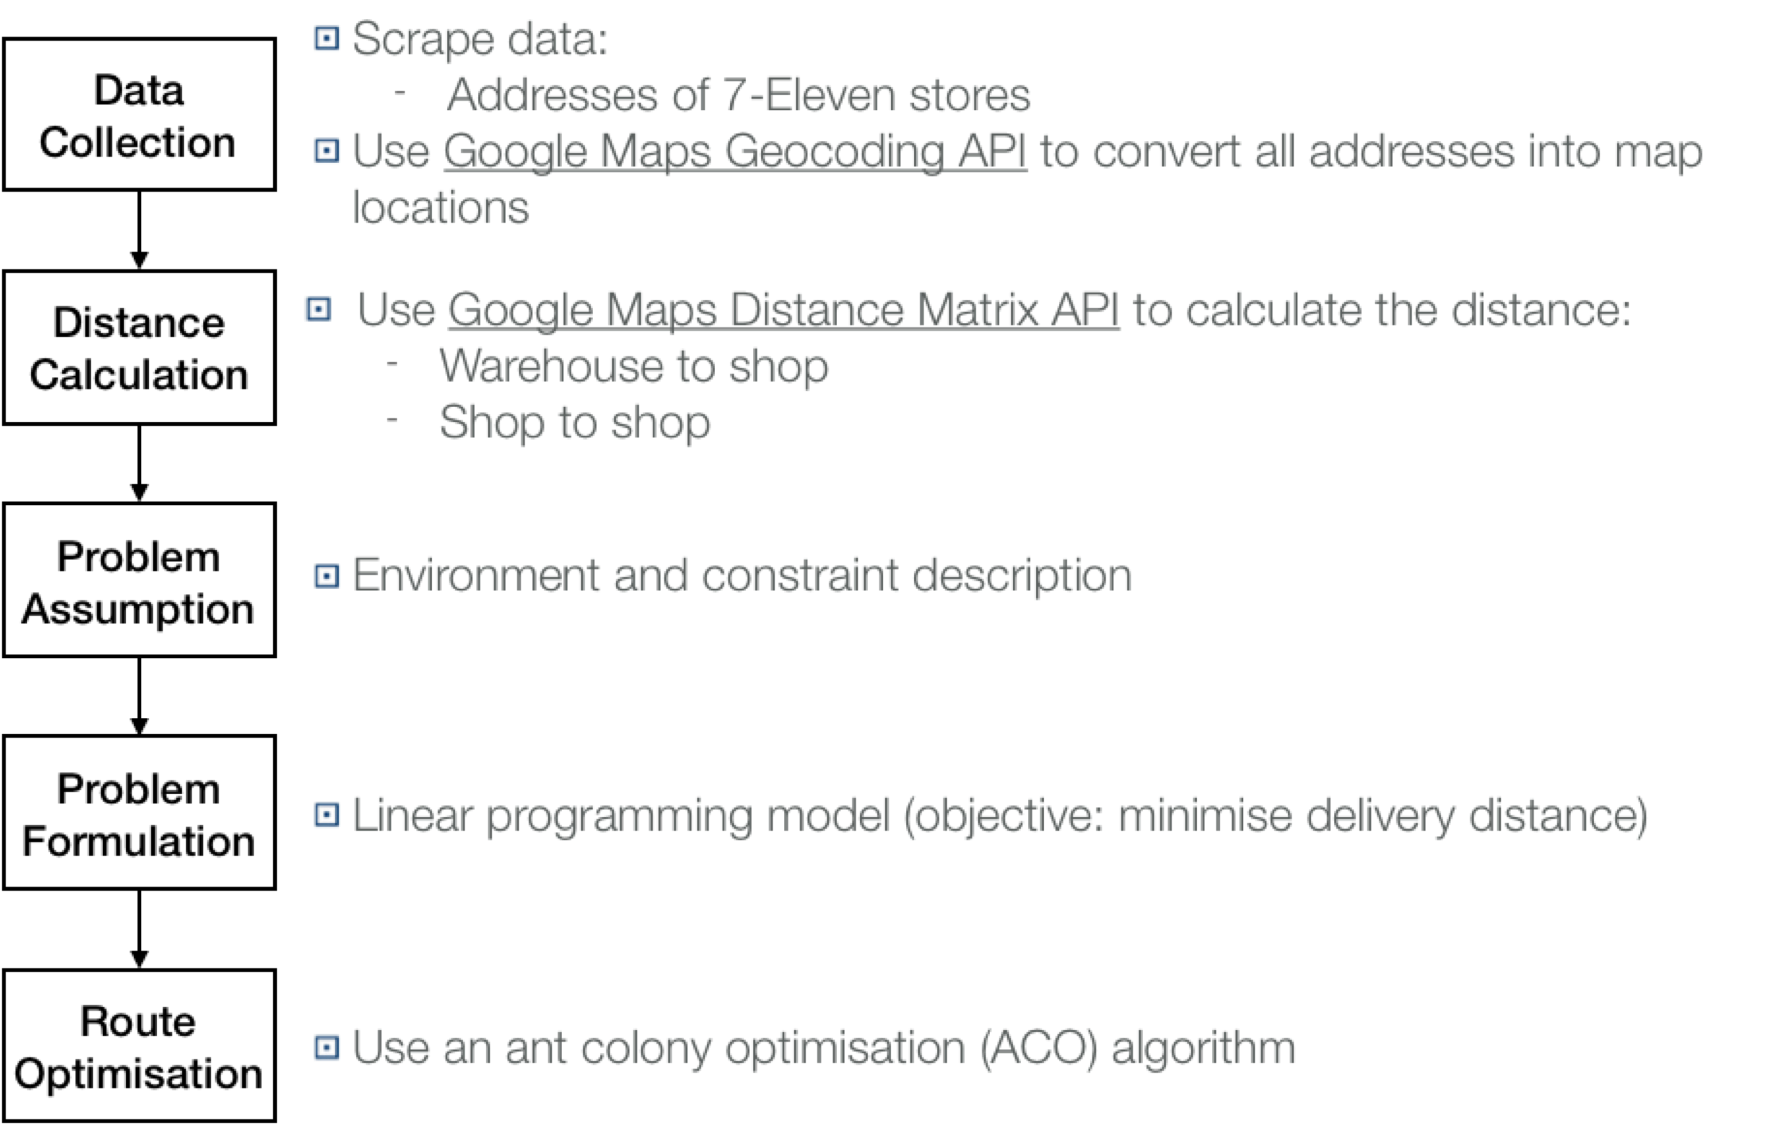 Data
Collection
Scrape data:
- Addresses of 7-Eleven stores
Use Google Maps Geocoding API to convert all addresses into map
locations
Distance
Calculation
Use Google Maps Distance Matrix API to calculate the distance:
- Warehouse to shop
- Shop to shop
Problem
Assumption
Environment and constraint description
Problem
Formulation
Linear programming model (objective: minimise delivery distance)
Route
Optimisation
Use an ant colony optimisation (ACO) algorithm